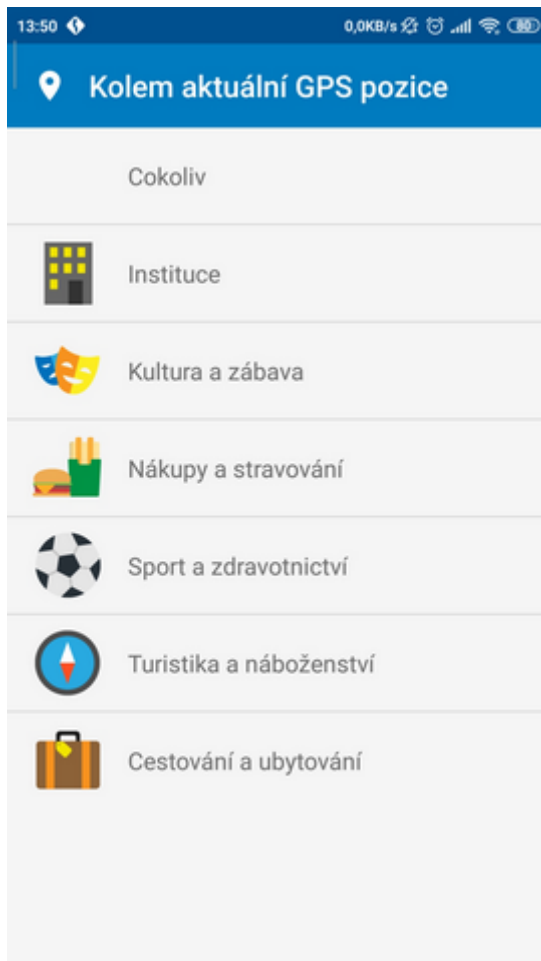 13:50 0,0KB/s 80
Kolem aktuální GPS pozice
Cokoliv
Instituce
Kultura a zábava
Nákupy a stravování
Sport a zdravotnictví
Turistika a náboženství
Cestování a ubytování